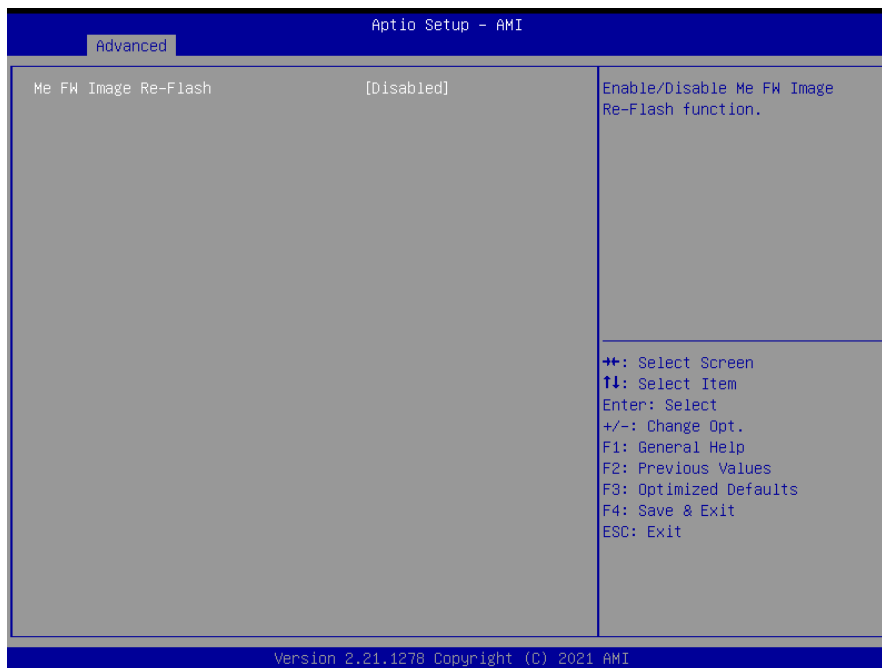 Aptio Setup – AMI
Advanced
Me FW Image Re-Flash [Disabled]
Enable/Disable Me FW Image
Re-Flash function.
→←: Select Screen
↑↓: Select Item
Enter: Select
+/-: Change Opt.
F1: General Help
F2: Previous Values
F3: Optimized Defaults
F4: Save & Exit
ESC: Exit
Version 2.21.1278 Copyright (C) 2021 AMI